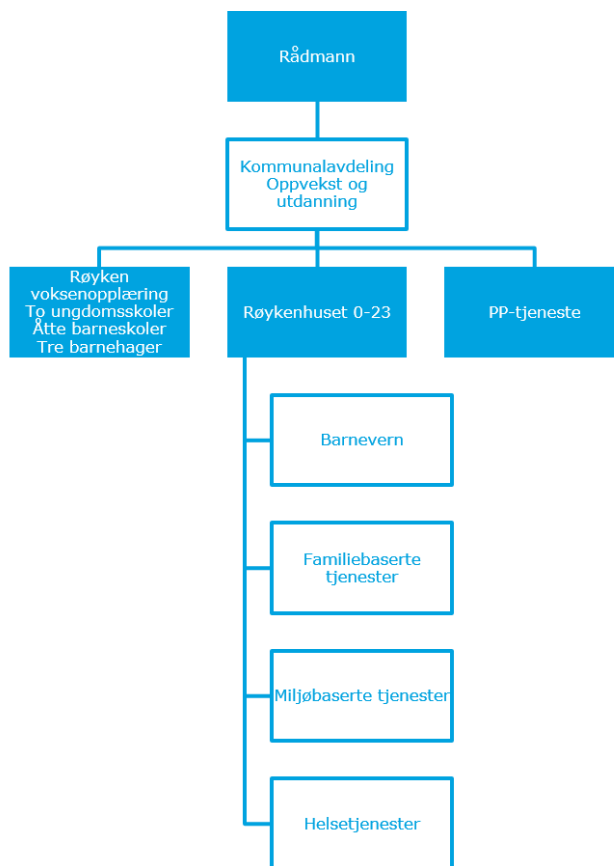 Rådmann
Kommunalavdeling
Oppvekst og
utdanning
Røyken
voksenopplæring
To ungdomsskoler
Åtte barneskoler
Tre barnehager
Røykenhuset 0-23
PP-tjeneste
Barnevern
Familiebaserte
tjenester
Miljøbaserte tjenester
Helsetjenester